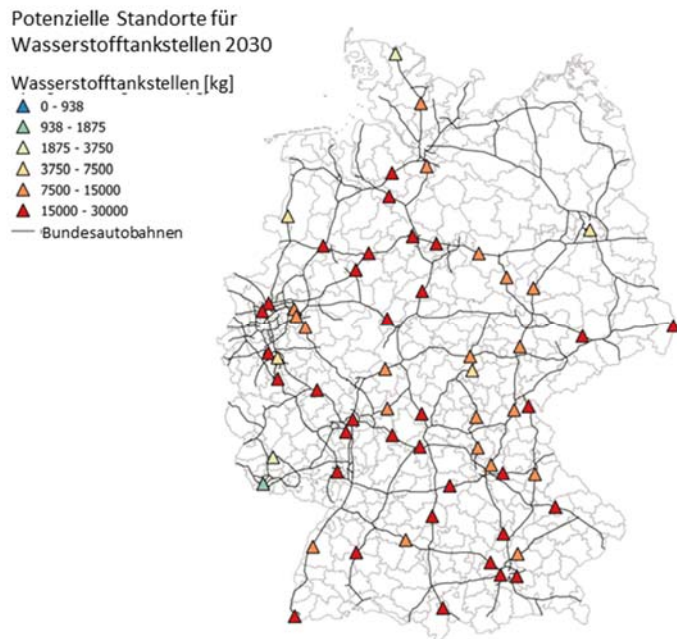 Potenzielle Standorte für
Wasserstofftankstellen 2030
Wasserstofftankstellen [kg]
0 - 938
938 - 1875
1875 - 3750
3750 - 7500
7500 - 15000
15000 - 30000
Bundesautobahnen